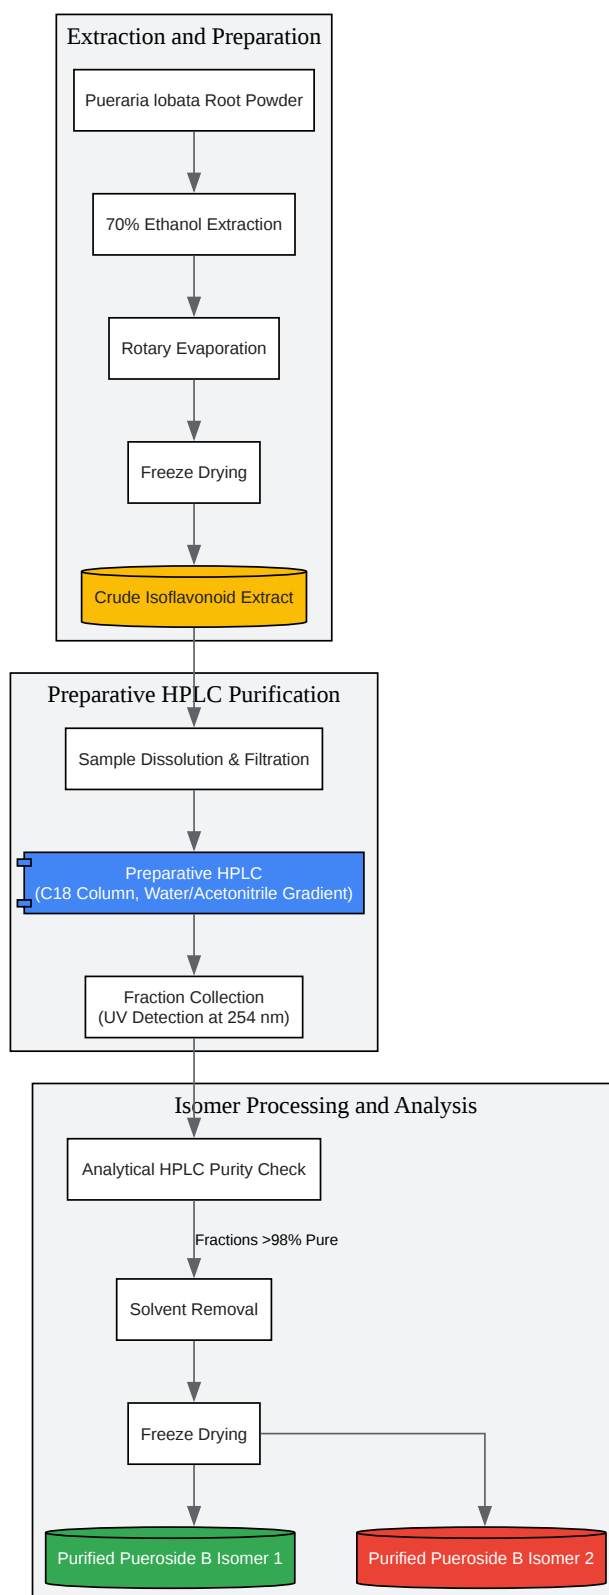 Extraction and Preparation
Pueraria lobata Root Powder
70% Ethanol Extraction
Rotary Evaporation
Freeze Drying
Crude Isoflavonoid Extract
Preparative HPLC Purification
Sample Dissolution & Filtration
Preparative HPLC
(C18 Column, Water/Acetonitrile Gradient)
Fraction Collection
(UV Detection at 254 nm)
Isomer Processing and Analysis
Analytical HPLC Purity Check
Fractions >98% Pure
Solvent Removal
Freeze Drying
Purified Pueroside B Isomer 1
Purified Pueroside B Isomer 2